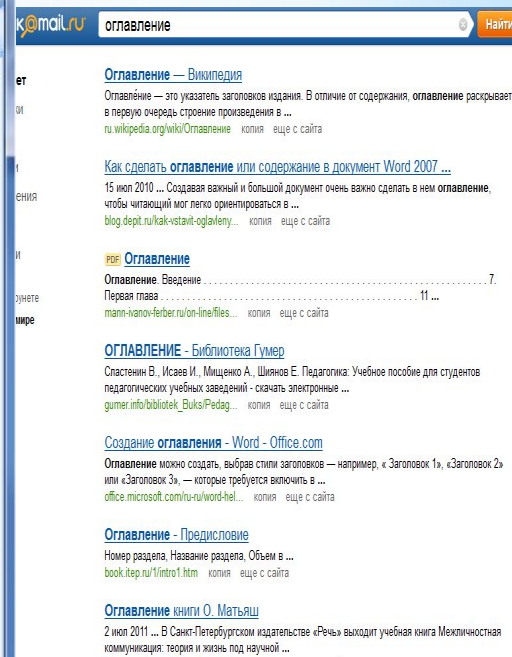 к@mail.ru
оглавление
Найти
ет
ки
и
ения
и
рунете
мире
Оглавление — Википедия
Оглавле́ние — это указатель заголовков издания. В отличие от содержания, оглавление раскрывает
в первую очередь строение произведения в ...
ru.wikipedia.org/wiki/Оглавление копия еще с сайта
Как сделать оглавление или содержание в документ Word 2007 ...
15 июл 2010 ... Создавая важный и большой документ очень важно сделать в нем оглавление,
чтобы читающий мог легко ориентироваться в ...
blog.depit.ru/kak-vstavit-oglavleny... копия еще с сайта
PDF Оглавление
Оглавление. Введение . . . . . . . . . . . . . . . . . . . . . . . . . . . . . . . . . . . . . . . . . . . . . . . . . 7.
Первая глава . . . . . . . . . . . . . . . . . . . . . . . . . . . . . . . . . . . . . . . . . . . . 11 ...
mann-ivanov-ferber.ru/on-line/files... копия еще с сайта
ОГЛАВЛЕНИЕ - Библиотека Гумер
Сластенин В., Исаев И., Мищенко А., Шиянов Е. Педагогика: Учебное пособие для студентов
педагогических учебных заведений - скачать электронные ...
gumer.info/bibliotek_Buks/Pedag... копия еще с сайта
Создание оглавления - Word - Office.com
Оглавление можно создать, выбрав стили заголовков — например, « Заголовок 1», «Заголовок 2»
или «Заголовок 3», — которые требуется включить в ...
office.microsoft.com/ru-ru/word-hel... копия еще с сайта
Оглавление - Предисловие
Номер раздела, Название раздела, Объем в ...
book.itep.ru/1/intro1.htm копия еще с сайта
Оглавление книги О. Матьяш
2 июл 2011 ... В Санкт-Петербургском издательстве «Речь» выходит учебная книга Межличностная
коммуникация: теория и жизнь под научной ...